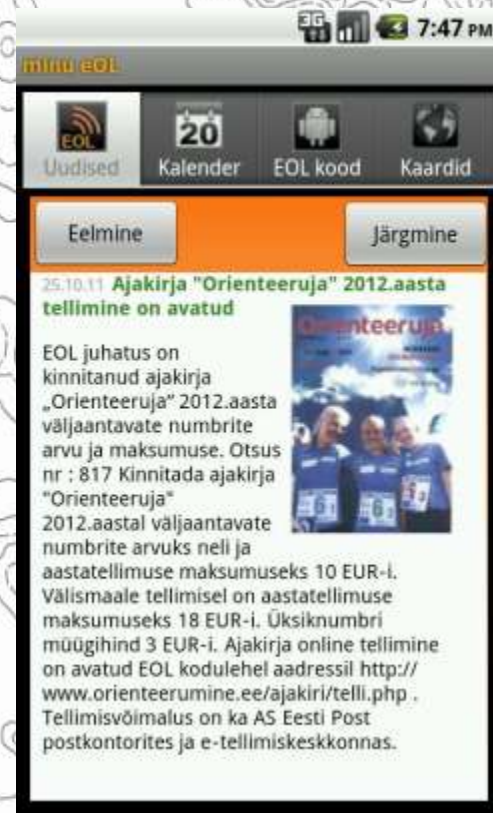 3G 7:47 PM
minu eOL
EOL
Uudised
20
Kalender
EOL kood
Kaardid
Eelmine
Järgmine
25.10.11 Ajakirja "Orienteeruja" 2012.aasta
tellimine on avatud
Orienteeruja
EOL juhatus on
kinnitanud ajakirja
„Orienteeruja” 2012.aasta
väljaantavate numbrite
arvu ja maksumuse. Otsus
nr : 817 Kinnitada ajakirja
"Orienteeruja"
2012.aastal väljaantavate
numbrite arvuks neli ja
aastatellimuse maksumuseks 10 EUR-i.
Välismaale tellimisel on aastatellimuse
maksumuseks 18 EUR-i. Üksiknumbri
müügihind 3 EUR-i. Ajakirja online tellimine
on avatud EOL kodulehel aadressil http://
www.orienteerumine.ee/ajakiri/telli.php .
Tellimisvõimalus on ka AS Eesti Post
postkontorites ja e-tellimiskeskkonnas.